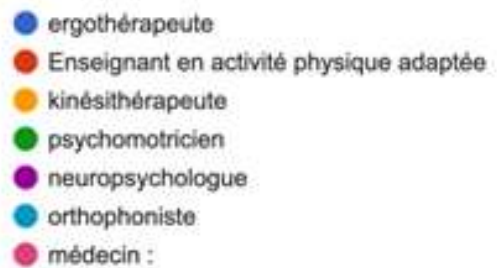 ergothérapeute
Enseignant en activité physique adaptée
kinésithérapeute
psychomotricien
neuropsychologue
orthophoniste
médecin :